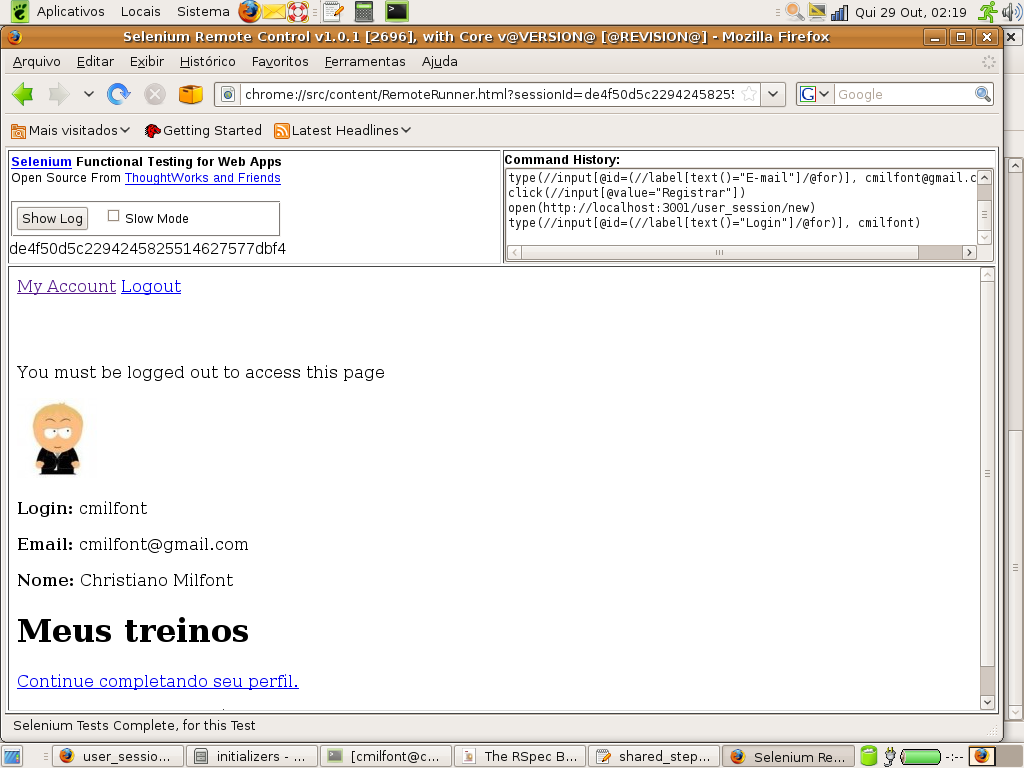 Aplicativos Locais Sistema Qui 29 Out, 02:19
Selenium Remote Control v1.0.1 [2696], with Core v@VERSION@ [@REVISION@] - Mozilla Firefox
Arquivo Editar Exibir Histórico Favoritos Ferramentas Ajuda
chrome://src/content/RemoteRunner.html?sessionId=de4f50d5c22942458255 Google
Mais visitados Getting Started Latest Headlines
Selenium Functional Testing for Web Apps
Open Source From ThoughtWorks and Friends
Show Log Slow Mode
de4f50d5c2294245825514627577dbf4
Command History:
type(//input[@id=(//label[text()="E-mail"]/@for)], cmilfont@gmail.c
click(//input[@value="Registrar"])
open(http://localhost:3001/user_session/new)
type(//input[@id=(//label[text()="Login"]/@for)], cmilfont)
My Account Logout
You must be logged out to access this page
Login: cmilfont
Email: cmilfont@gmail.com
Nome: Christiano Milfont
Meus treinos
Continue completando seu perfil.
Selenium Tests Complete, for this Test
user_sessio... initializers - ... [cmilfont@c... The RSpec B... shared_step... Selenium Re... -:--